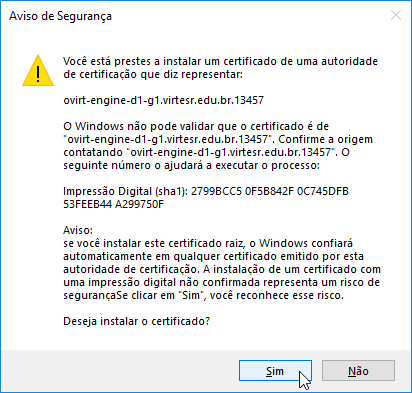 Aviso de Segurança
Você está prestes a instalar um certificado de uma autoridade
de certificação que diz representar:
ovirt-engine-d1-g1.virtesr.edu.br.13457
O Windows não pode validar que o certificado é de
"ovirt-engine-d1-g1.virtesr.edu.br.13457". Confirme a origem
contatando "ovirt-engine-d1-g1.virtesr.edu.br.13457". O
seguinte número o ajudará a executar o processo:
Impressão Digital (sha1): 2799BCC5 0F5B842F 0C745DFB
53FEEB44 A299750F
Aviso:
se você instalar este certificado raiz, o Windows confiará
automaticamente em qualquer certificado emitido por esta
autoridade de certificação. A instalação de um certificado com
uma impressão digital não confirmada representa um risco de
segurançaSe clicar em "Sim", você reconhece esse risco.
Deseja instalar o certificado?
Sim
Não